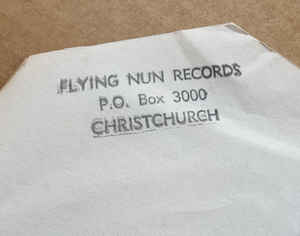 FLYING NUN RECORDS
P.O. Box 3000
CHRISTCHURCH